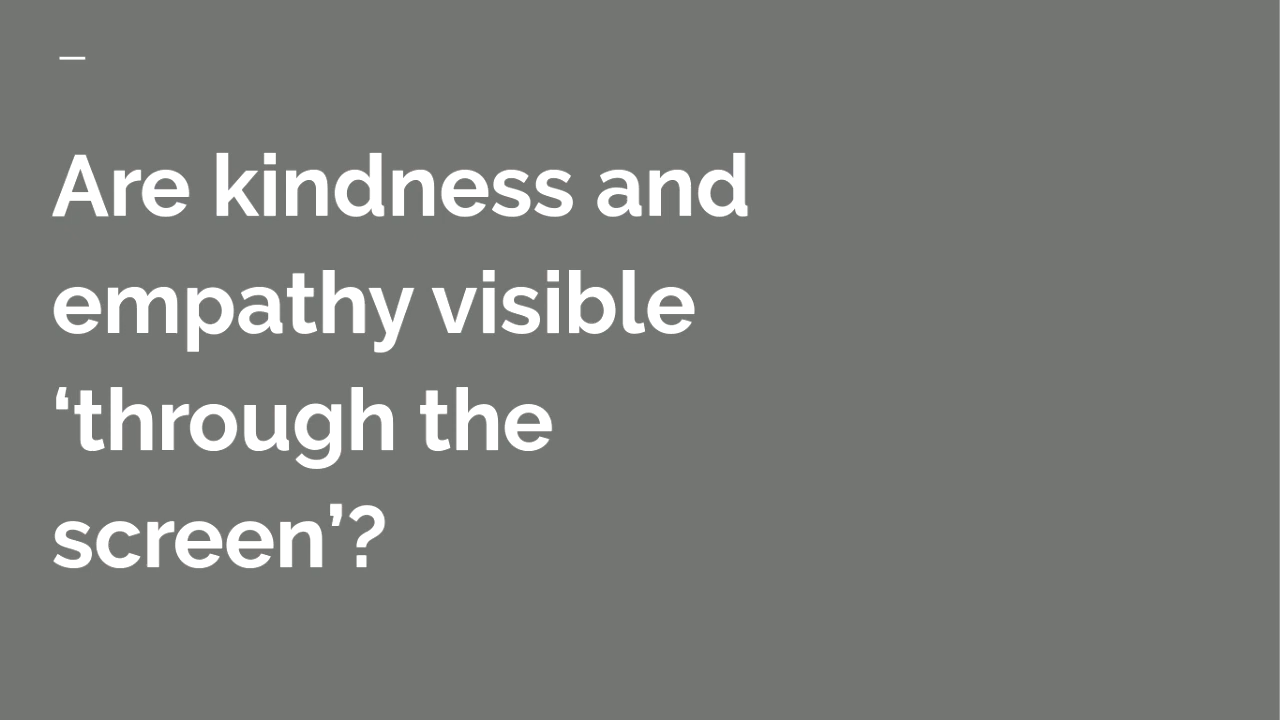 Are kindness and
empathy visible
‘through the
screen’?